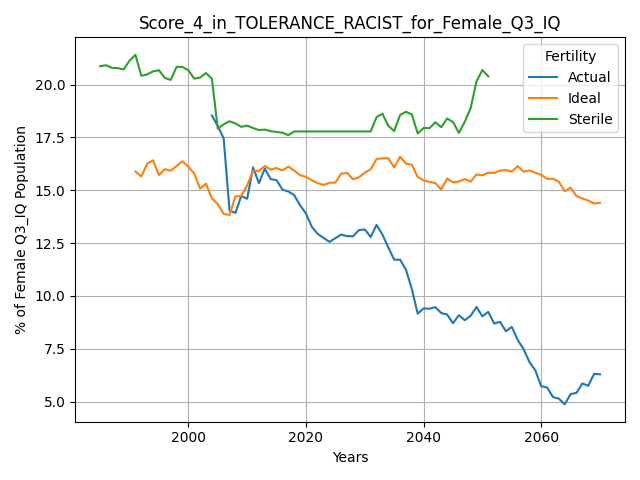 Score_4_in_TOLERANCE_RACIST_for_Female_Q3_IQ
Fertility
Actual
Ideal
Sterile
% of Female Q3_IQ Population
20.0
17.5
15.0
12.5
10.0
7.5
5.0
2000
2020
2040
2060
Years